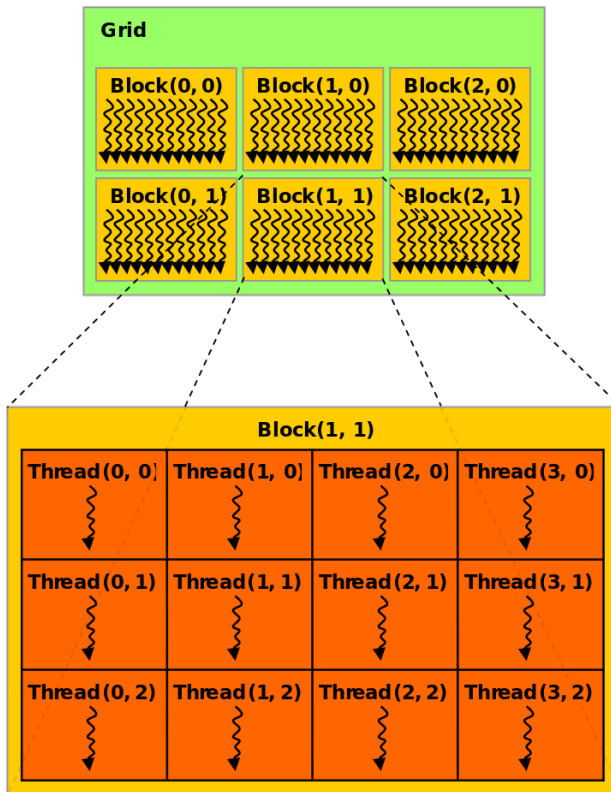 Grid
Block(0, 0) Block(1, 0) Block(2, 0)
Block(0, 1) Block(1, 1) Block(2, 1)
Block(1, 1)
Thread(0, 0) Thread(1, 0) Thread(2, 0) Thread(3, 0)
Thread(0, 1) Thread(1, 1) Thread(2, 1) Thread(3, 1)
Thread(0, 2) Thread(1, 2) Thread(2, 2) Thread(3, 2)